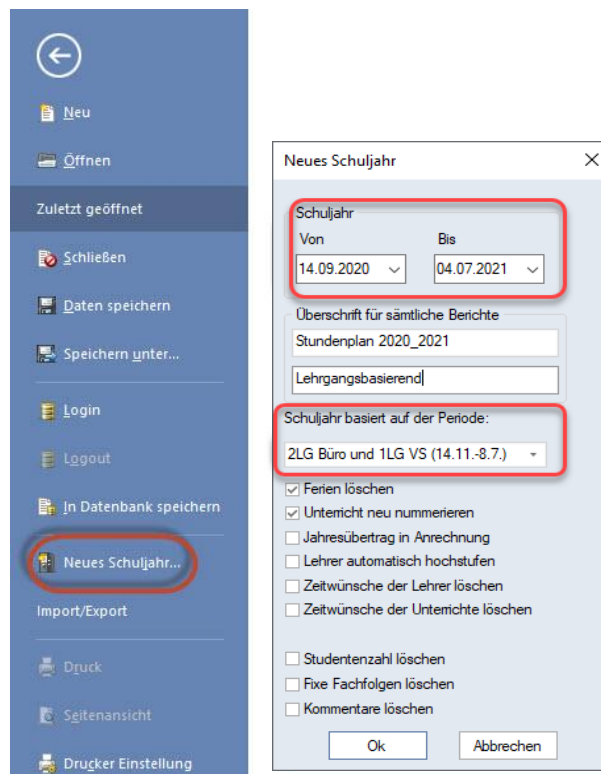 Neu
Öffnen
Zuletzt geöffnet
Schließen
Daten speichern
Speichern unter...
Login
Logout
In Datenbank speichern
Neues Schuljahr...
Import/Export
Druck
Seitenansicht
Drucker Einstellung
Neues Schuljahr
Schuljahr
Von Bis
14.09.2020 04.07.2021
Überschrift für sämtliche Berichte
Stundenplan 2020_2021
Lehrgangsbasierend
Schuljahr basiert auf der Periode:
2LG Büro und 1LG VS (14.11.-8.7.)
Ferien löschen
Unterricht neu nummerieren
Jahresübertrag in Anrechnung
Lehrer automatisch hochstufen
Zeitwünsche der Lehrer löschen
Zeitwünsche der Unterrichte löschen
Studentenzahl löschen
Fixe Fachfolgen löschen
Kommentare löschen
Ok Abbrechen